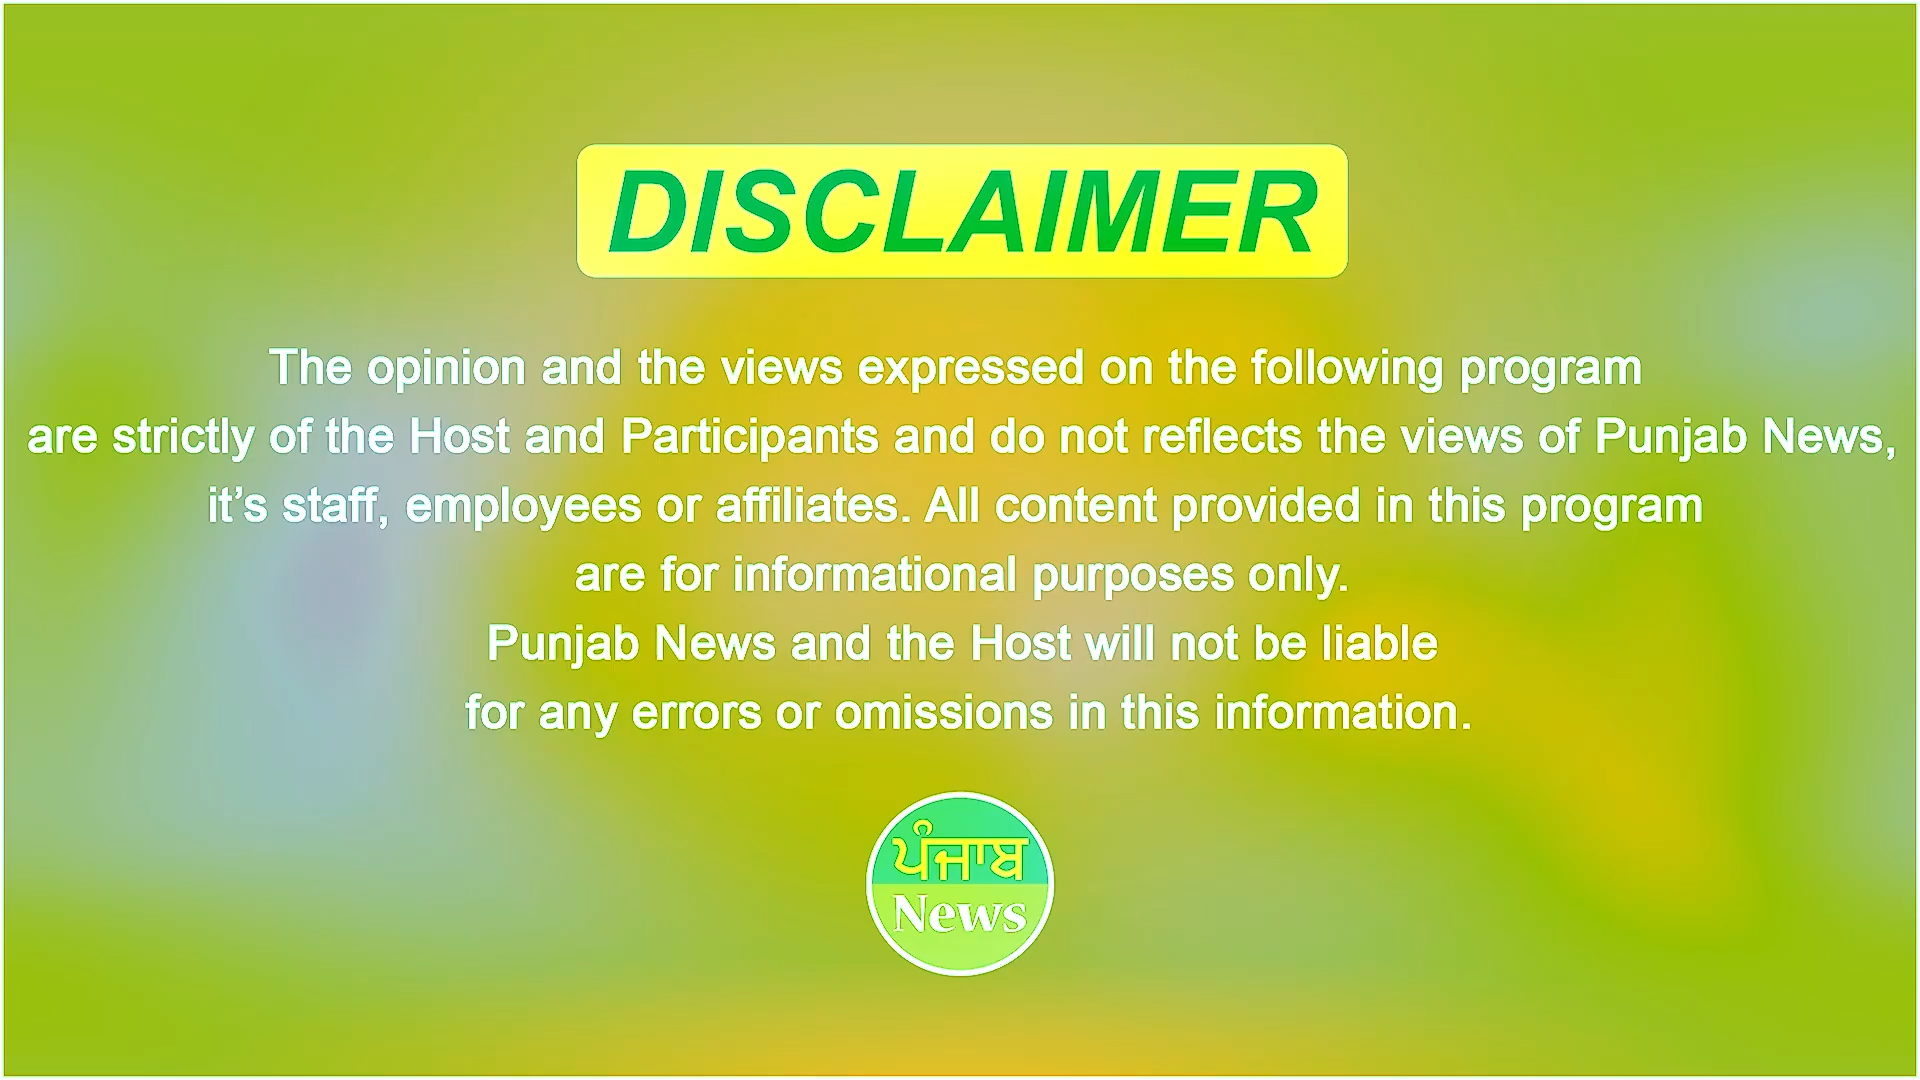 DISCLAIMER
The opinion and the views expressed on the following program
are strictly of the Host and Participants and do not reflects the views of Punjab News,
it’s staff, employees or affiliates. All content provided in this program
are for informational purposes only.
Punjab News and the Host will not be liable
for any errors or omissions in this information.
ਪੰਜਾਬ
News